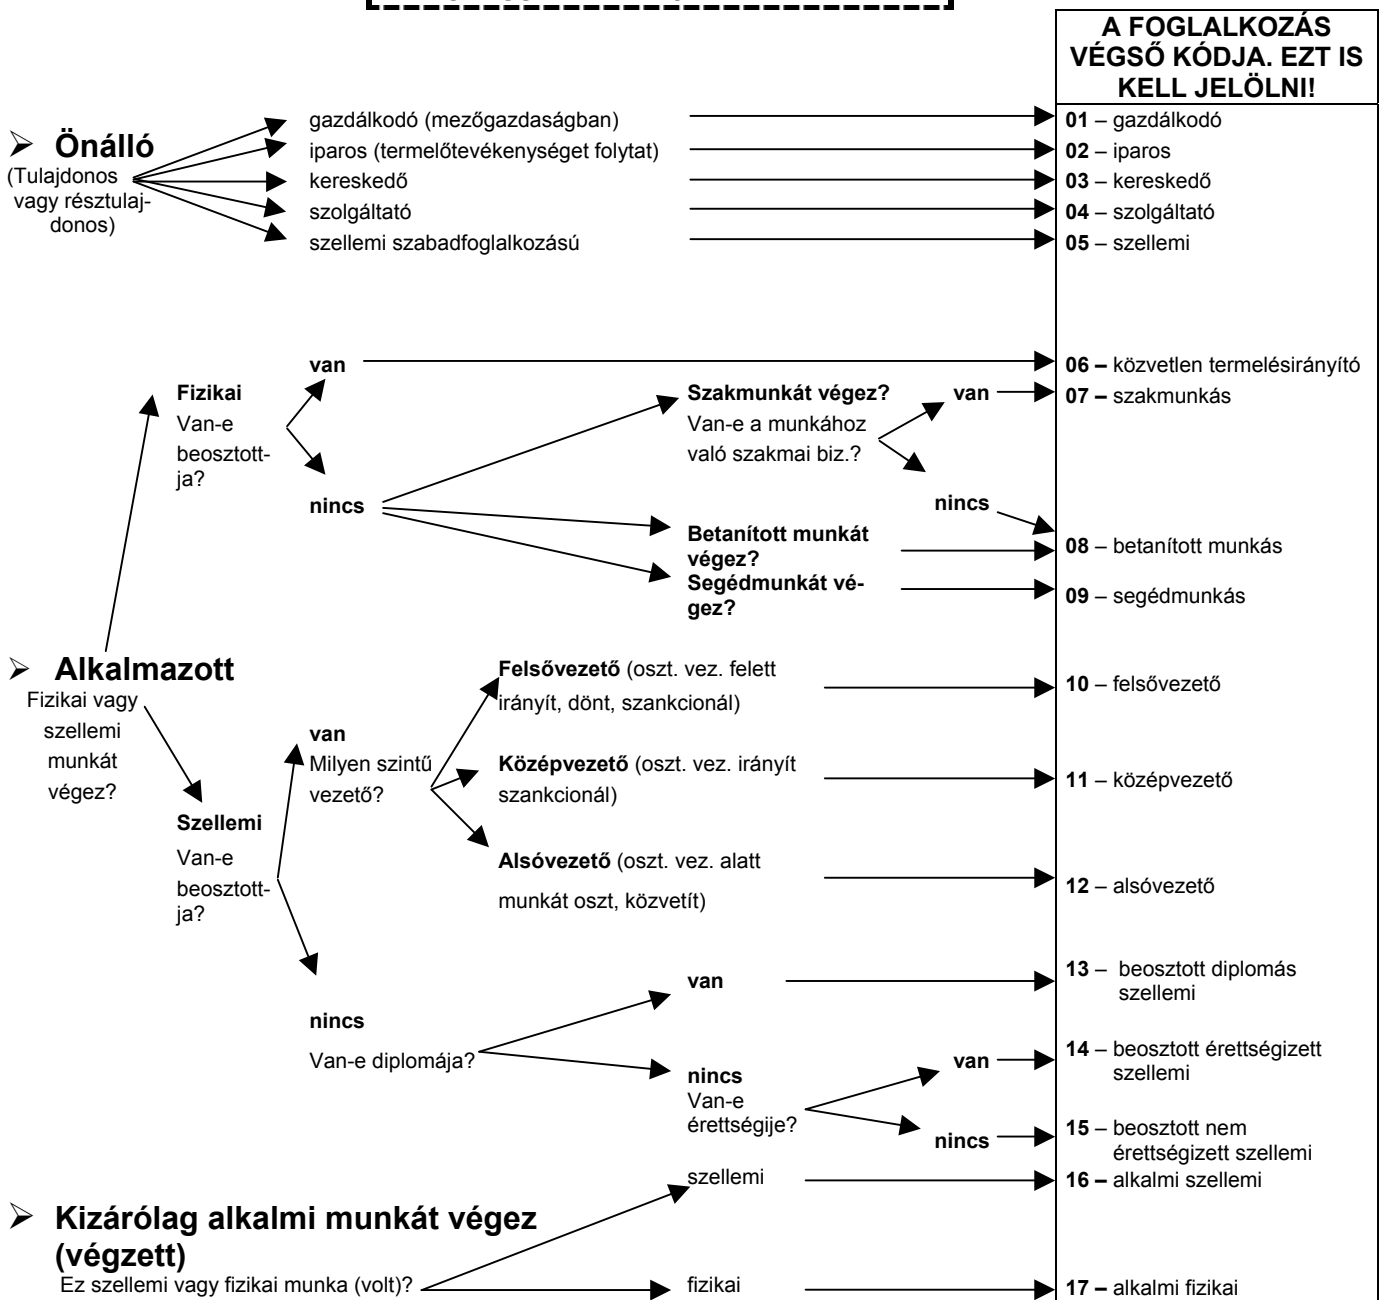 A FOGLALKOZÁS
VÉGSŐ KÓDJA. EZT IS
KELL JELÖLNI!
➢ Önálló
(Tulajdonos
vagy résztulaj-
donos)
gazdálkodó (mezőgazdaságban)
iparos (termelőtevékenységet folytat)
kereskedő
szolgáltató
szellemi szabadfoglalkozású
01 – gazdálkodó
02 – iparos
03 – kereskedő
04 – szolgáltató
05 – szellemi
van
06 – közvetlen termelésirányító
Fizikai
Van-e
beosztott-
ja?
nincs
Szakmunkát végez?
Van-e a munkához
való szakmai biz.?
van
07 – szakmunkás
nincs
Betanított munkát
végez?
08 – betanított munkás
Segédmunkát vé-
gez?
09 – segédmunkás
➢ Alkalmazott
Fizikai vagy
szellemi
munkát
végez?
Szellemi
Van-e
beosztott-
ja?
van
Milyen szintű
vezető?
Felsővezető (oszt. vez. felett
irányít, dönt, szankcionál)
10 – felsővezető
Középvezető (oszt. vez. irányít
szankcionál)
11 – középvezető
Alsóvezető (oszt. vez. alatt
munkát oszt, közvetít)
12 – alsóvezető
nincs
Van-e diplomája?
van
13 – beosztott diplomás
szellemi
nincs
Van-e
érettségije?
van
14 – beosztott érettségizett
szellemi
nincs
15 – beosztott nem
érettségizett szellemi
➢ Kizárólag alkalmi munkát végez
(végzett)
Ez szellemi vagy fizikai munka (volt)?
szellemi
16 – alkalmi szellemi
fizikai
17 – alkalmi fizikai